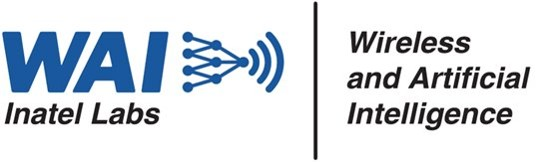 WAI
Inatel Labs
Wireless
and Artificial
Intelligence